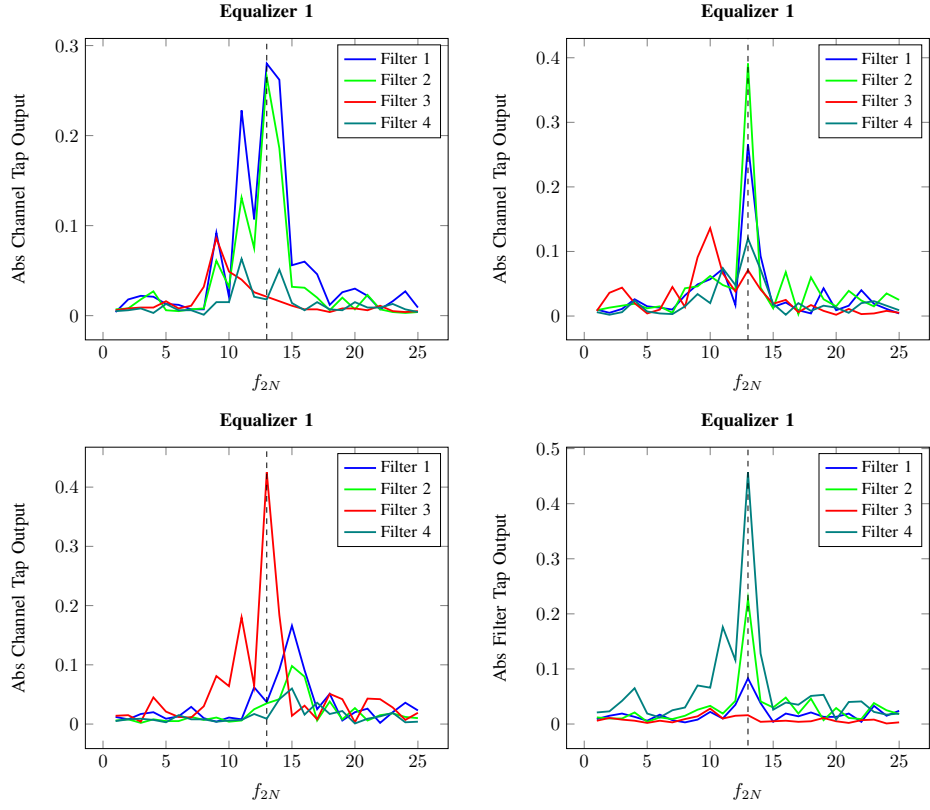 Equalizer 1
Abs Channel Tap Output
0.3
0.2
0.1
0
0 5 10 15 20 25
f2N
Filter 1
Filter 2
Filter 3
Filter 4
Equalizer 1
Abs Channel Tap Output
0.4
0.3
0.2
0.1
0
0 5 10 15 20 25
f2N
Filter 1
Filter 2
Filter 3
Filter 4
Equalizer 1
Abs Channel Tap Output
0.4
0.3
0.2
0.1
0
0 5 10 15 20 25
f2N
Filter 1
Filter 2
Filter 3
Filter 4
Equalizer 1
Abs Filter Tap Output
0.5
0.4
0.3
0.2
0.1
0
0 5 10 15 20 25
f2N
Filter 1
Filter 2
Filter 3
Filter 4